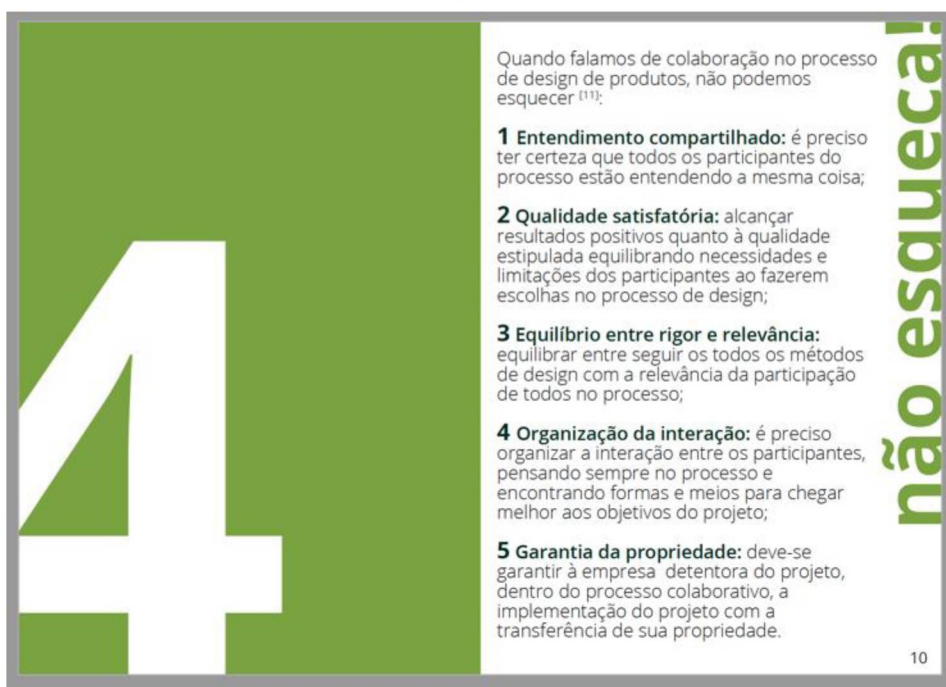 4
Quando falamos de colaboração no processo
de design de produtos, não podemos
esquecer [11]:
1 Entendimento compartilhado: é preciso
ter certeza que todos os participantes do
processo estão entendendo a mesma coisa;
2 Qualidade satisfatória: alcançar
resultados positivos quanto à qualidade
estipulada equilibrando necessidades e
limitações dos participantes ao fazerem
escolhas no processo de design;
3 Equilíbrio entre rigor e relevância:
equilibrar entre seguir os todos os métodos
de design com a relevância da participação
de todos no processo;
4 Organização da interação: é preciso
organizar a interação entre os participantes,
pensando sempre no processo e
encontrando formas e meios para chegar
melhor aos objetivos do projeto;
5 Garantia da propriedade: deve-se
garantir à empresa detentora do projeto,
dentro do processo colaborativo, a
implementação do projeto com a
transferência de sua propriedade.
não esqueça!
10